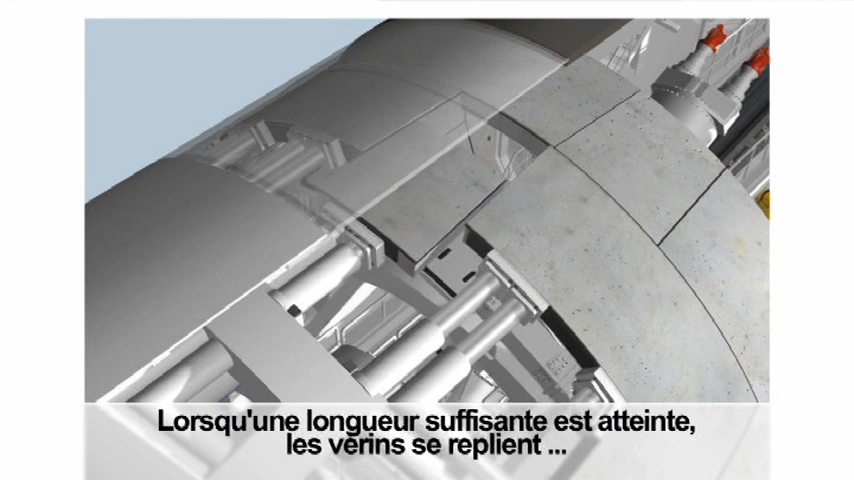 Lorsqu'une longueur suffisante est atteinte,
les vérins se replient ...